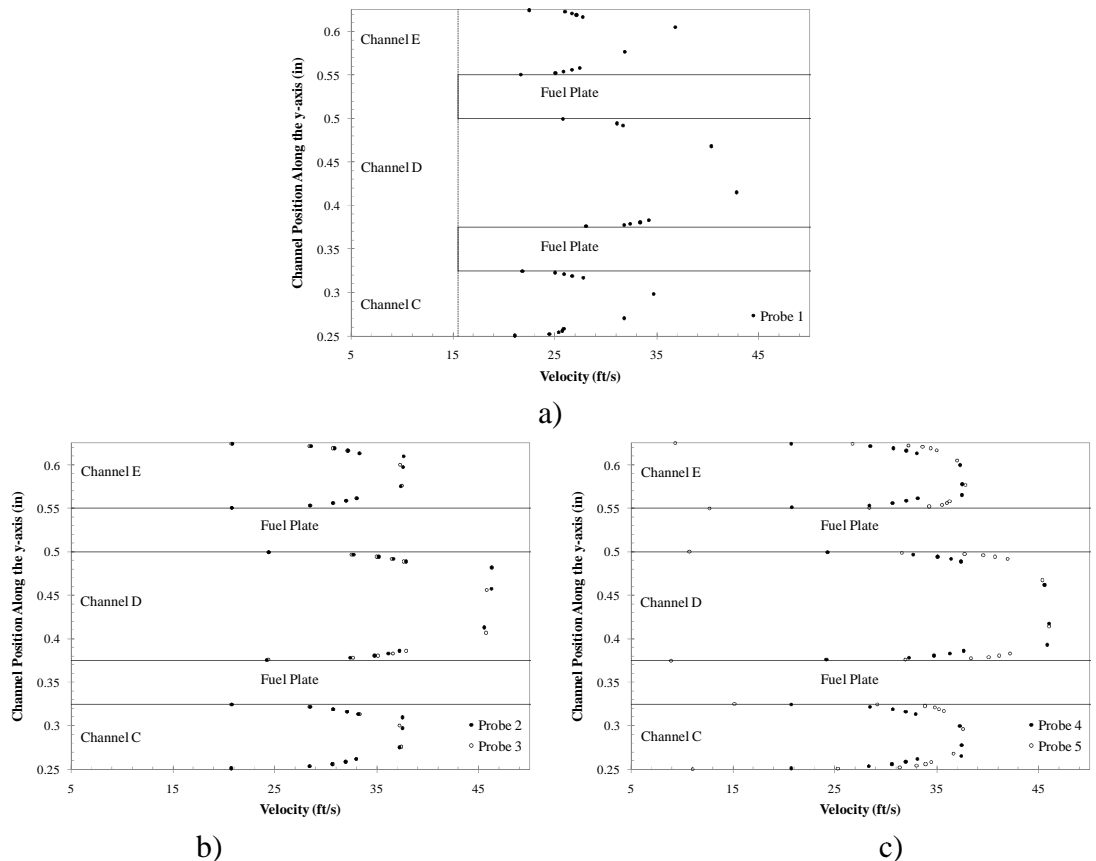 Channel Position Along the y-axis (in)
0.6
0.55
0.5
0.45
0.4
0.35
0.3
0.25
Channel E
Fuel Plate
Channel D
Fuel Plate
Channel C
Probe 1
5 15 25 35 45
Velocity (ft/s)
a)
Channel Position Along the y-axis (in)
0.6
0.55
0.5
0.45
0.4
0.35
0.3
0.25
Channel E
Fuel Plate
Channel D
Fuel Plate
Channel C
Probe 2
Probe 3
5 15 25 35 45
Velocity (ft/s)
b)
Channel Position Along the y-axis (in)
0.6
0.55
0.5
0.45
0.4
0.35
0.3
0.25
Channel E
Fuel Plate
Channel D
Fuel Plate
Channel C
Probe 4
Probe 5
5 15 25 35 45
Velocity (ft/s)
c)